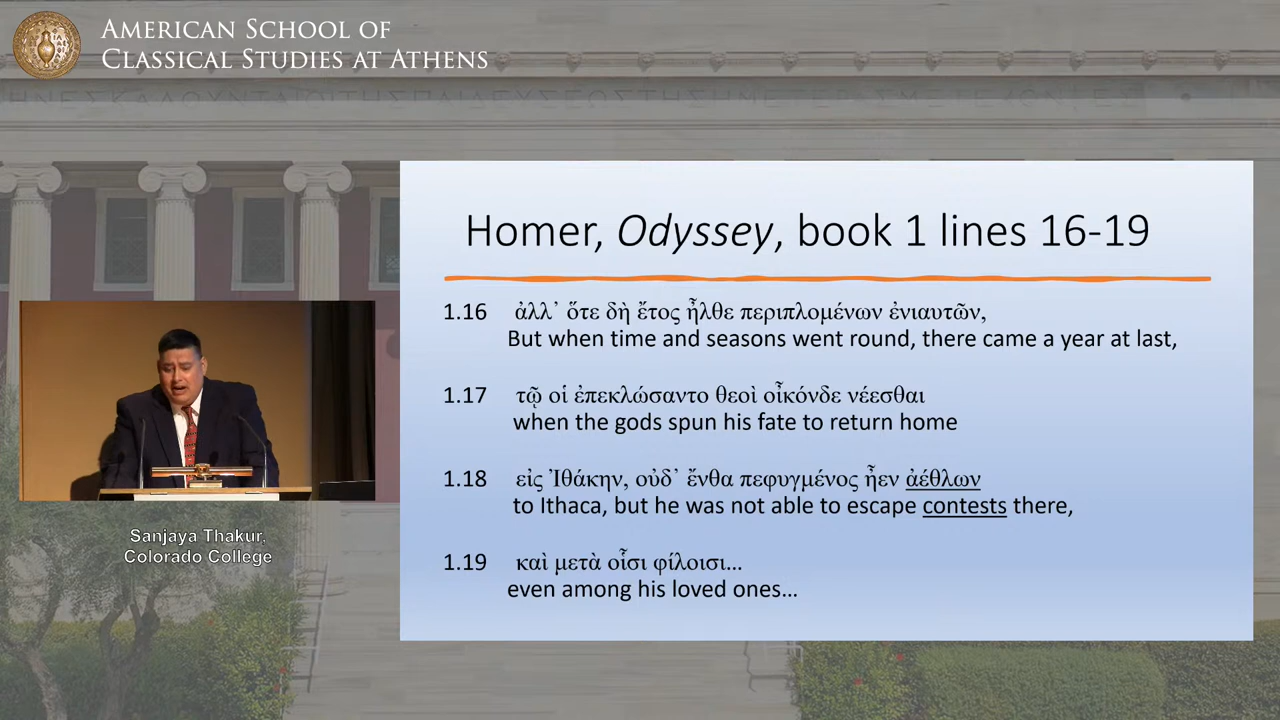 AMERICAN SCHOOL OF
CLASSICAL STUDIES AT ATHENS
Homer, Odyssey, book 1 lines 16-19
1.16 ἀλλ᾽ ὅτε δὴ ἔτος ἦλθε περιπλομένων ἐνιαυτῶν,
But when time and seasons went round, there came a year at last,
1.17 τῷ οἱ ἐπεκλώσαντο θεοὶ οἶκόνδε νέεσθαι
when the gods spun his fate to return home
1.18 εἰς Ἰθάκην, οὐδ᾽ ἔνθα πεφυγμένος ἦεν ἀέθλων
to Ithaca, but he was not able to escape contests there,
1.19 καὶ μετὰ οἷσι φίλοισι...
even among his loved ones...
Sanjaya Thakur,
Colorado College